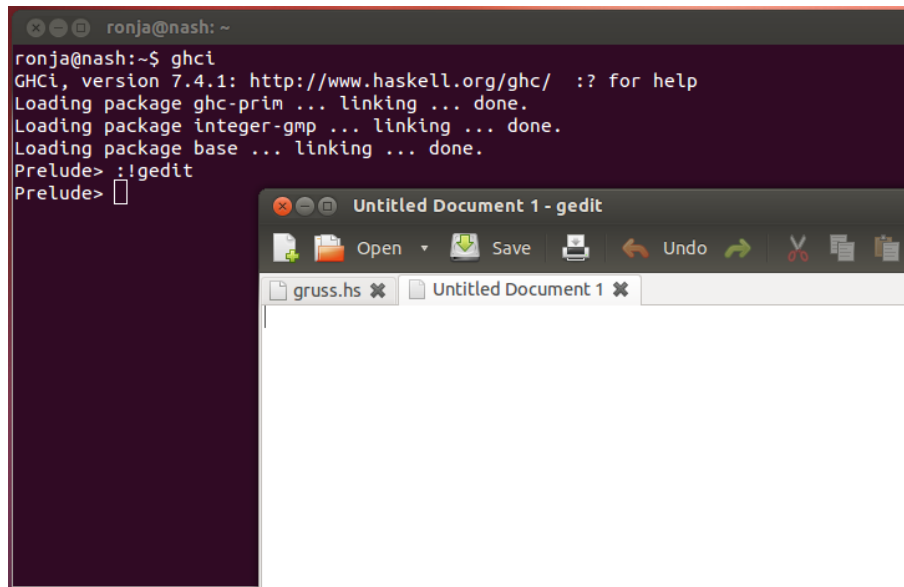 ronja@nash: ~
ronja@nash:~$ ghci
GHCi, version 7.4.1: http://www.haskell.org/ghc/  :? for help
Loading package ghc-prim ... linking ... done.
Loading package integer-gmp ... linking ... done.
Loading package base ... linking ... done.
Prelude> :!gedit
Prelude>
Untitled Document 1 - gedit
Open Save Undo
gruss.hs Untitled Document 1